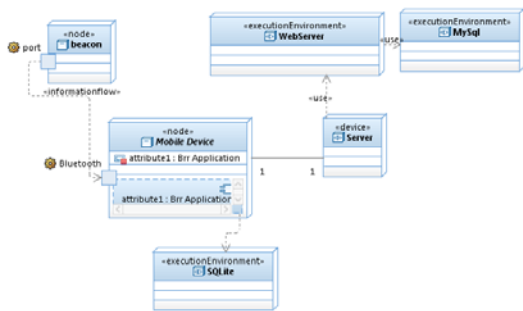 «node»
beacon
port
«informationflow»
«executionEnvironment»
WebServer
«use»
«executionEnvironment»
MySql
«use»
«device»
Server
«node»
Mobile Device
attribute1 : Brr Application
1
1
Bluetooth
attribute1 : Brr Application
«executionEnvironment»
SQLite